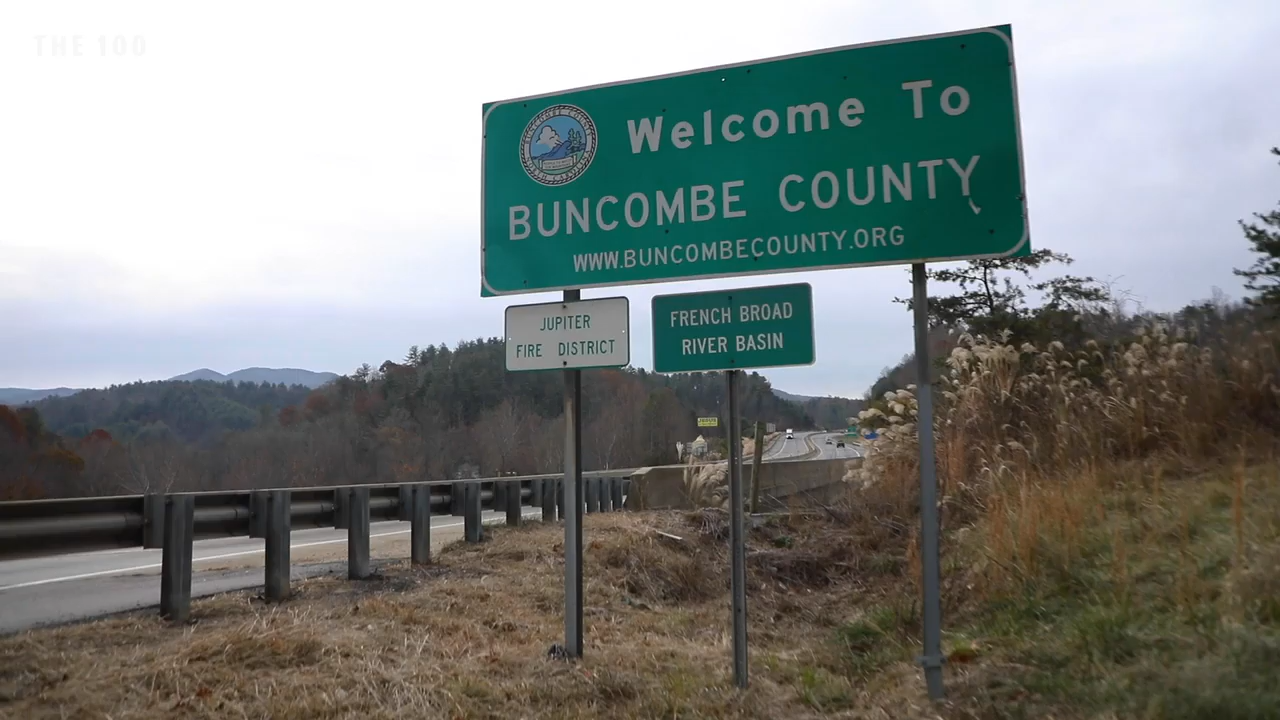 THE 100
Welcome To
BUNCOMBE COUNTY
WWW.BUNCOMBECOUNTY.ORG
JUPITER
FIRE DISTRICT
FRENCH BROAD
RIVER BASIN